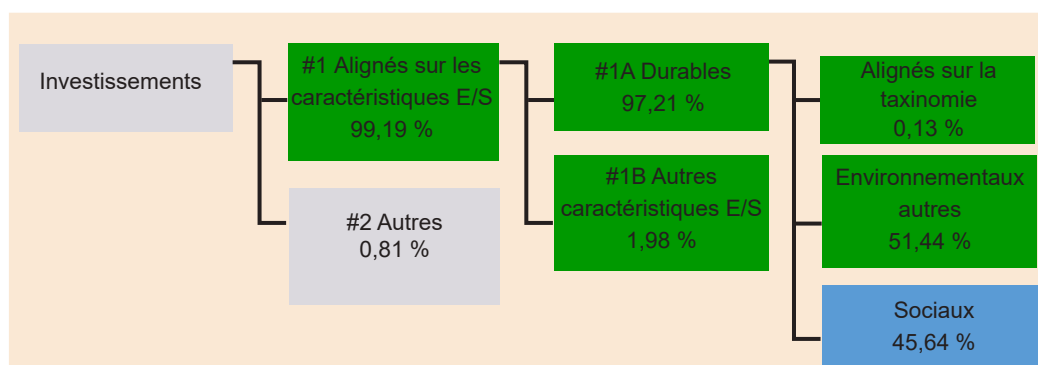 Investissements
#1 Alignés sur les
caractéristiques E/S
99,19 %
#2 Autres
0,81 %
#1A Durables
97,21 %
#1B Autres
caractéristiques E/S
1,98 %
Alignés sur la
taxinomie
0,13 %
Environnementaux
autres
51,44 %
Sociaux
45,64 %